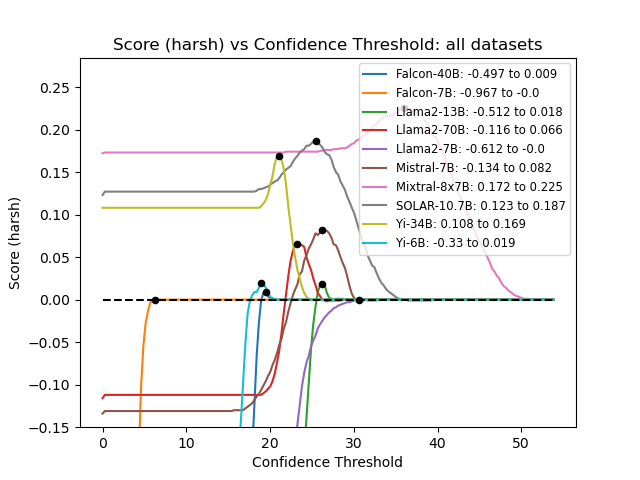 Score (harsh) vs Confidence Threshold: all datasets
Score (harsh)
0.25
0.20
0.15
0.10
0.05
0.00
−0.05
−0.10
−0.15
Falcon-40B: -0.497 to 0.009
Falcon-7B: -0.967 to -0.0
Llama2-13B: -0.512 to 0.018
Llama2-70B: -0.116 to 0.066
Llama2-7B: -0.612 to -0.0
Mistral-7B: -0.134 to 0.082
Mixtral-8x7B: 0.172 to 0.225
SOLAR-10.7B: 0.123 to 0.187
Yi-34B: 0.108 to 0.169
Yi-6B: -0.33 to 0.019
0 10 20 30 40 50
Confidence Threshold